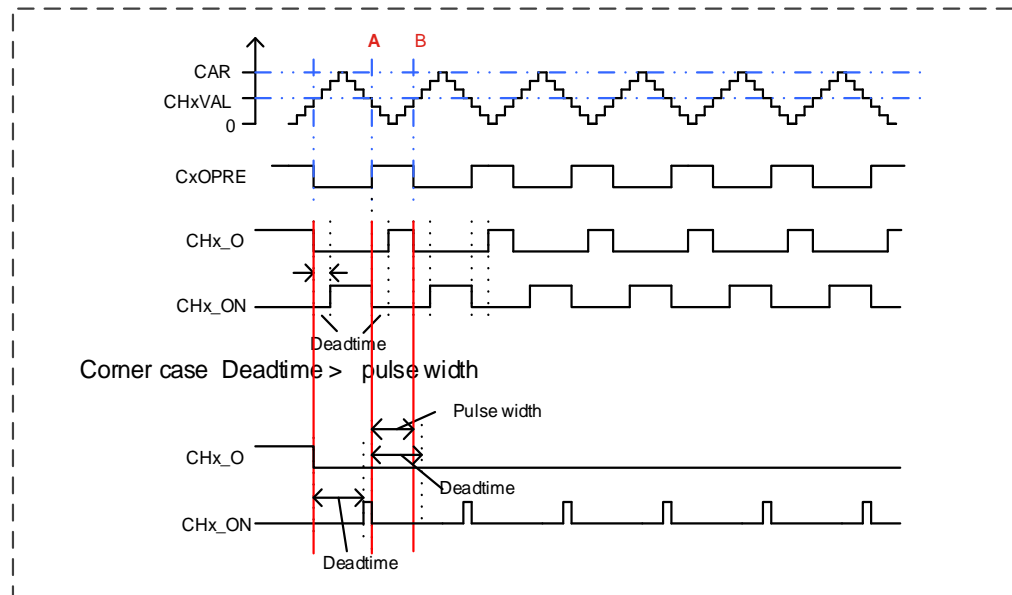 A B
CAR
CHxVAL
0
CxOPRE
CHx_O
CHx_ON
Deadtime
Corner case Deadtime > pulse width
Pulse width
CHx_O
Deadtime
CHx_ON
Deadtime